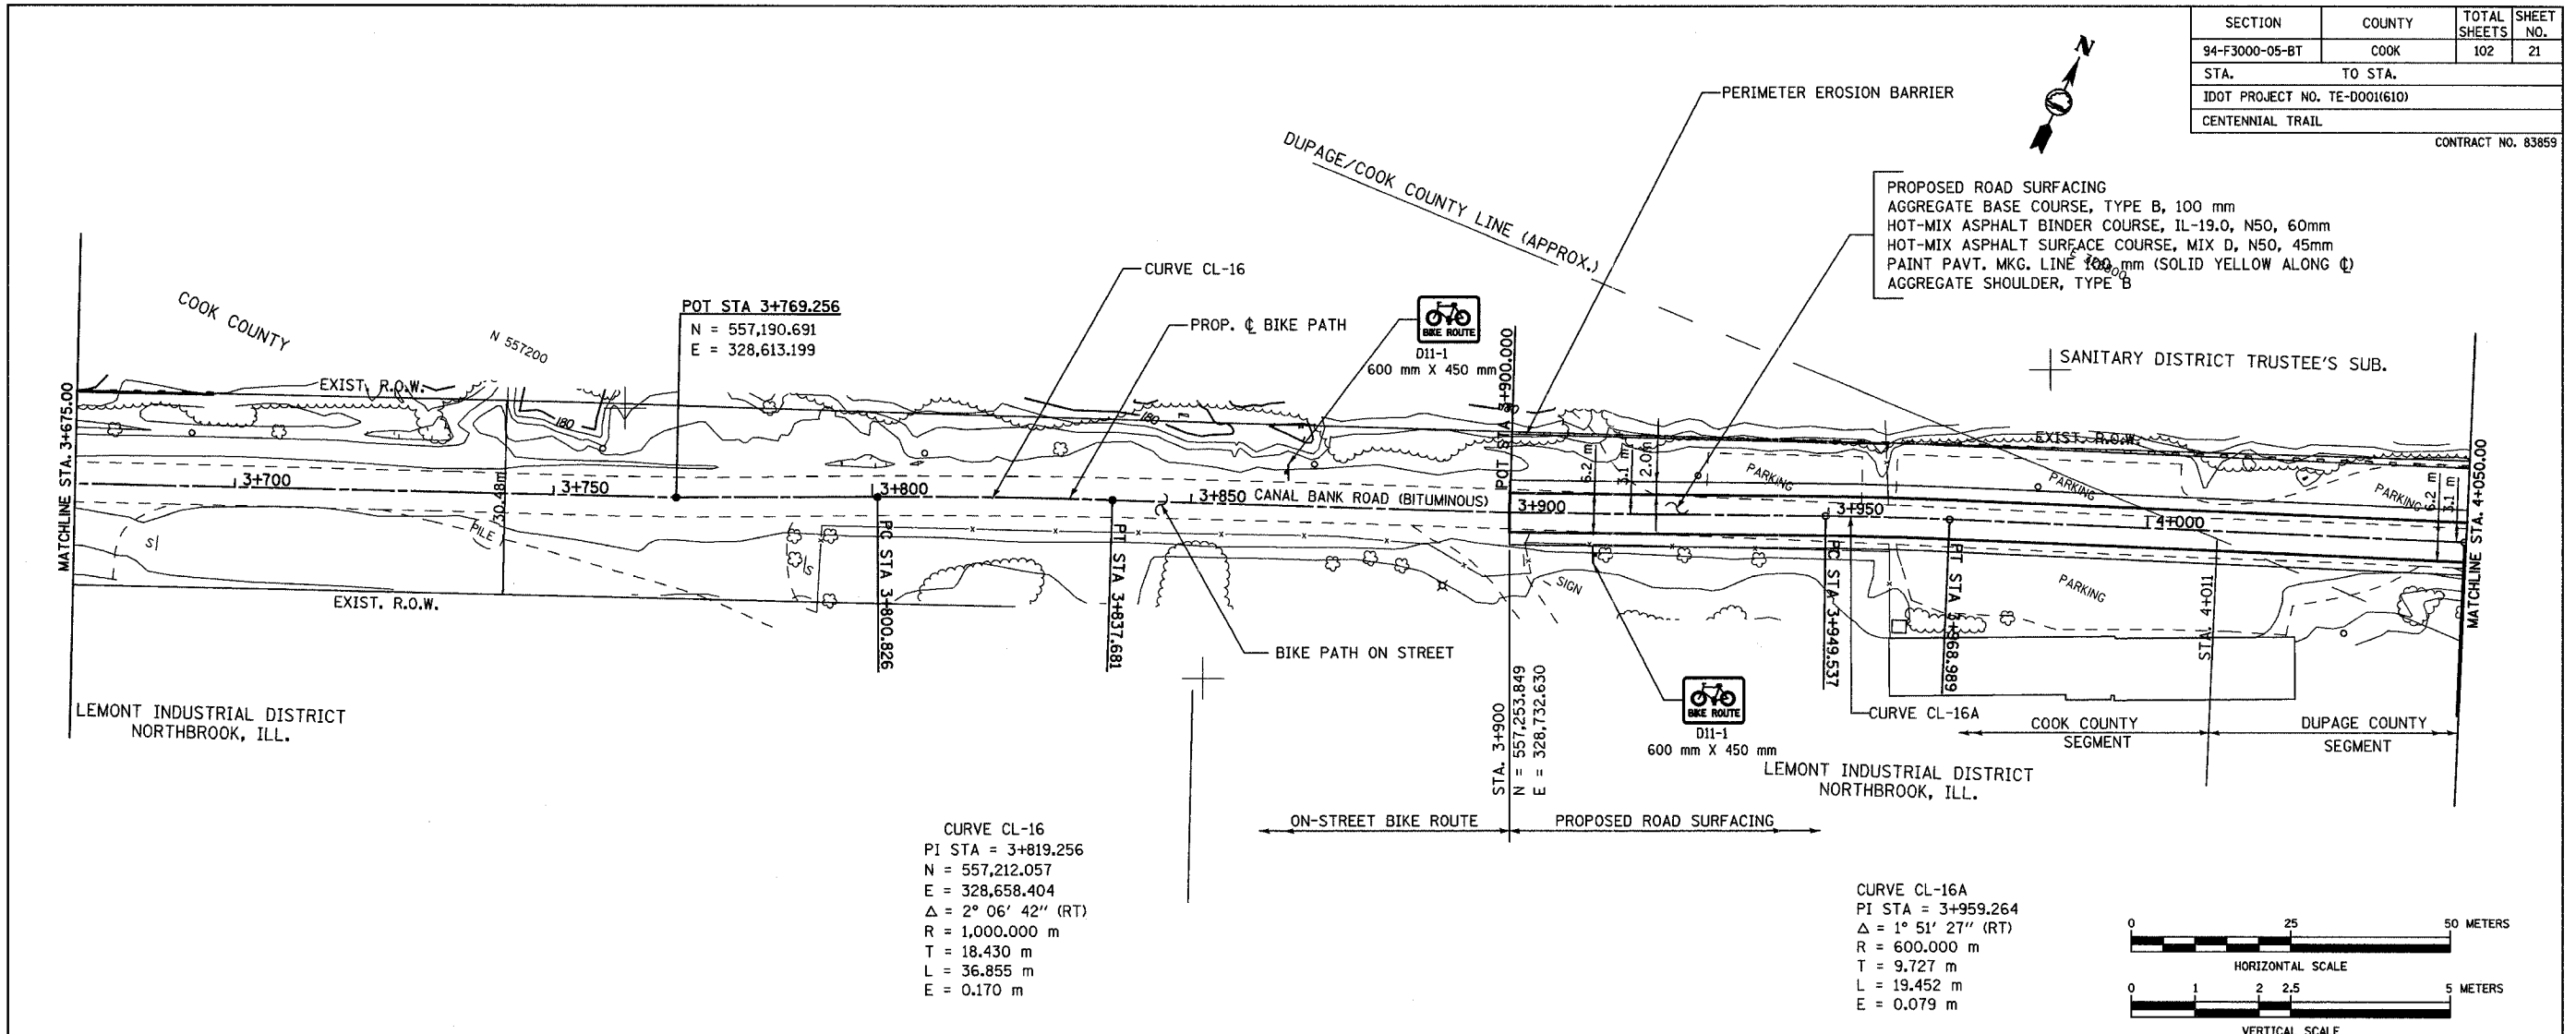 SECTION COUNTY TOTAL SHEETS SHEET NO.
94-F3000-05-BT COOK 102 21
STA. TO STA.
IDOT PROJECT NO. TE-D001(610)
CENTENNIAL TRAIL
CONTRACT NO. 83859
N
PERIMETER EROSION BARRIER
DUPAGE/COOK COUNTY LINE (APPROX.)
PROPOSED ROAD SURFACING
AGGREGATE BASE COURSE, TYPE B, 100 mm
HOT-MIX ASPHALT BINDER COURSE, IL-19.0, N50, 60mm
HOT-MIX ASPHALT SURFACE COURSE, MIX D, N50, 45mm
PAINT PAVT. MKG. LINE 100 mm (SOLID YELLOW ALONG ℄)
AGGREGATE SHOULDER, TYPE B
CURVE CL-16
COOK COUNTY
N 557200
POT STA 3+769.256
N = 557,190.691
E = 328,613.199
PROP. ℄ BIKE PATH
BIKE ROUTE
D11-1
600 mm X 450 mm
POT STA 3+900.000
SANITARY DISTRICT TRUSTEE'S SUB.
MATCHLINE STA. 3+675.00
EXIST. R.O.W.
180
180
180
EXIST. R.O.W.
MATCHLINE STA. 4+050.00
6.2 m
3.1 m
2.0m
PARKING
PARKING
PARKING
6.2 m
3.1 m
3+700
30.48m
3+750
3+800
3+850
CANAL BANK ROAD (BITUMINOUS)
3+900
3+950
4+000
PILE
SIGN
PARKING
EXIST. R.O.W.
PC STA 3+800.826
PT STA 3+837.681
BIKE PATH ON STREET
PC STA 3+949.537
PT STA 3+968.989
STA. 4+011
STA. 3+900
N = 557,253.849
E = 328,732.630
BIKE ROUTE
D11-1
600 mm X 450 mm
CURVE CL-16A
COOK COUNTY
SEGMENT
DUPAGE COUNTY
SEGMENT
LEMONT INDUSTRIAL DISTRICT
NORTHBROOK, ILL.
LEMONT INDUSTRIAL DISTRICT
NORTHBROOK, ILL.
ON-STREET BIKE ROUTE
PROPOSED ROAD SURFACING
CURVE CL-16
PI STA = 3+819.256
N = 557,212.057
E = 328,658.404
Δ = 2° 06' 42" (RT)
R = 1,000.000 m
T = 18.430 m
L = 36.855 m
E = 0.170 m
CURVE CL-16A
PI STA = 3+959.264
Δ = 1° 51' 27" (RT)
R = 600.000 m
T = 9.727 m
L = 19.452 m
E = 0.079 m
0 25 50 METERS
HORIZONTAL SCALE
0 1 2 2.5 5 METERS
VERTICAL SCALE